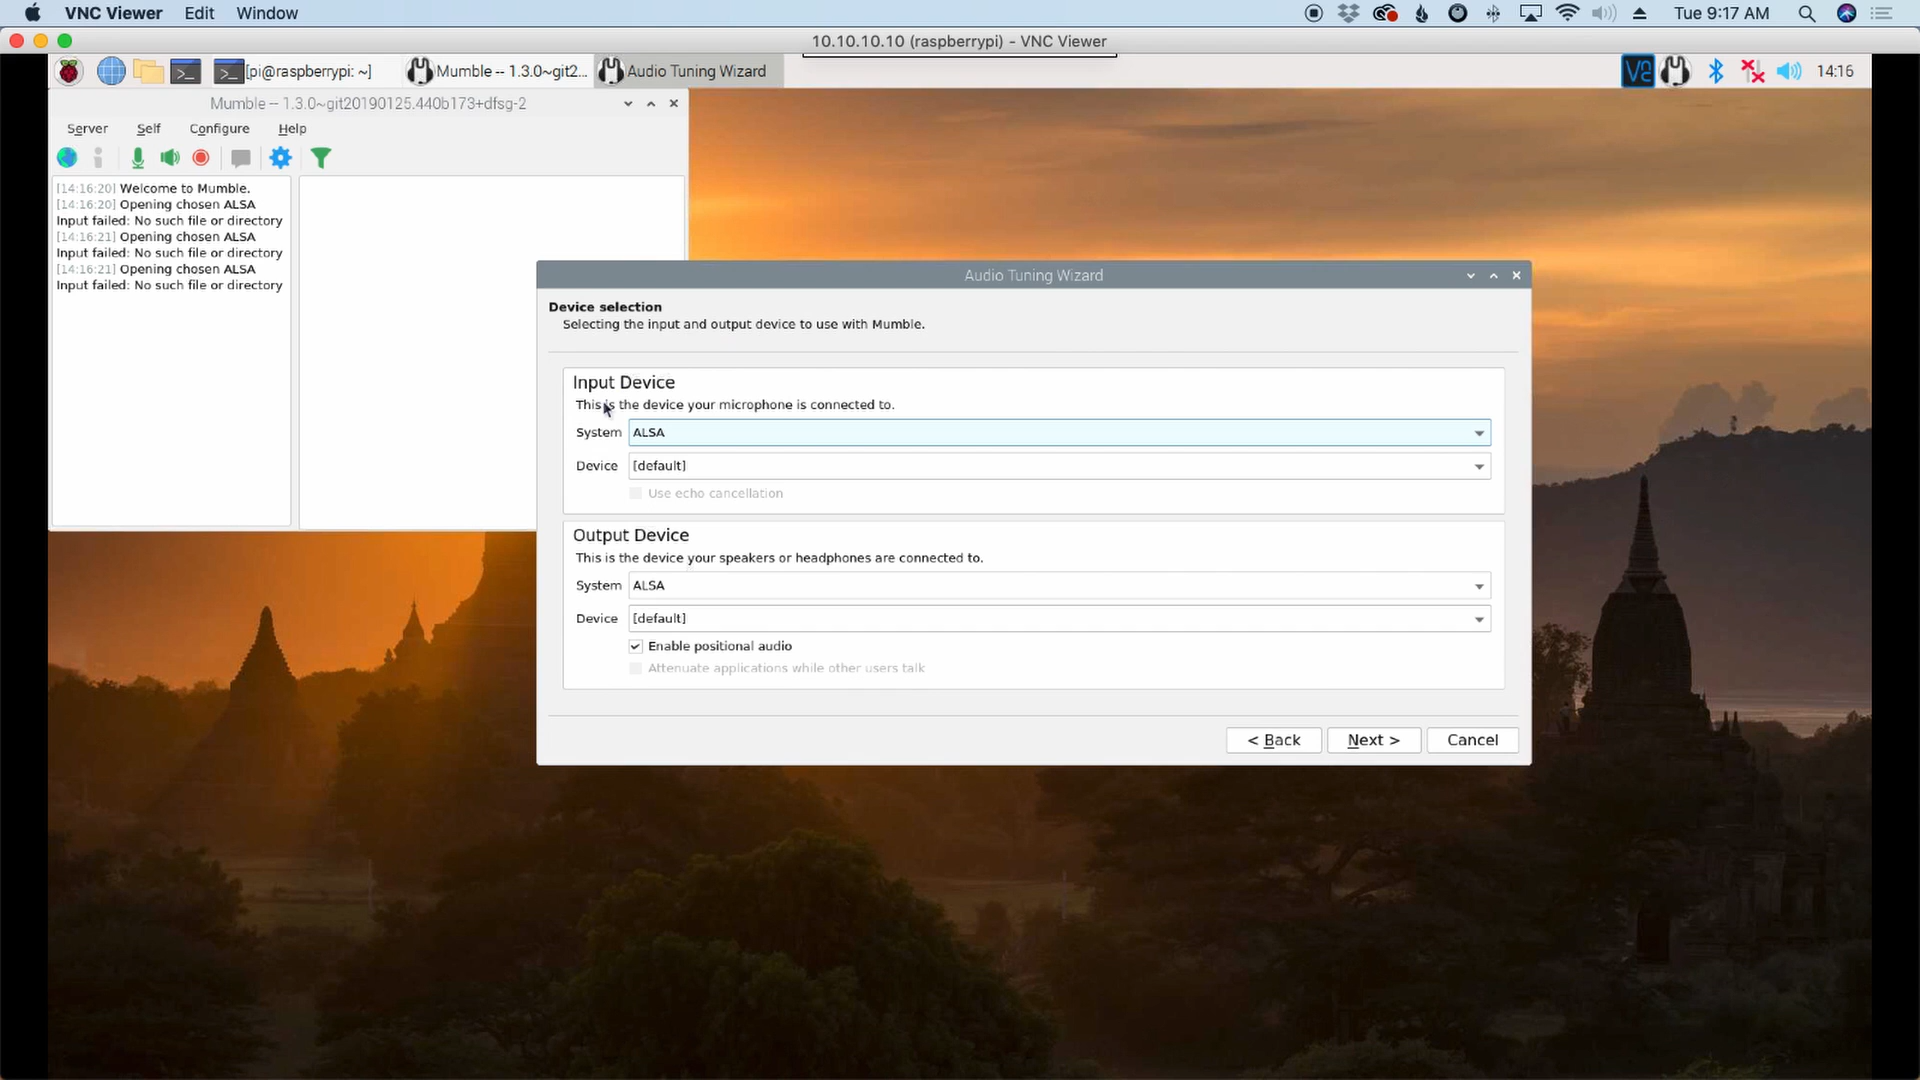 VNC Viewer Edit Window Tue 9:17 AM
10.10.10.10 (raspberrypi) - VNC Viewer
[pi@raspberrypi: ~] Mumble -- 1.3.0~git2... Audio Tuning Wizard 14:16
Mumble -- 1.3.0~git20190125.440b173+dfsg-2
Server Self Configure Help
[14:16:20] Welcome to Mumble.
[14:16:20] Opening chosen ALSA
Input failed: No such file or directory
[14:16:21] Opening chosen ALSA
Input failed: No such file or directory
[14:16:21] Opening chosen ALSA
Input failed: No such file or directory
Audio Tuning Wizard
Device selection
Selecting the input and output device to use with Mumble.
Input Device
This is the device your microphone is connected to.
System ALSA
Device [default]
Use echo cancellation
Output Device
This is the device your speakers or headphones are connected to.
System ALSA
Device [default]
Enable positional audio
Attenuate applications while other users talk
< Back Next > Cancel